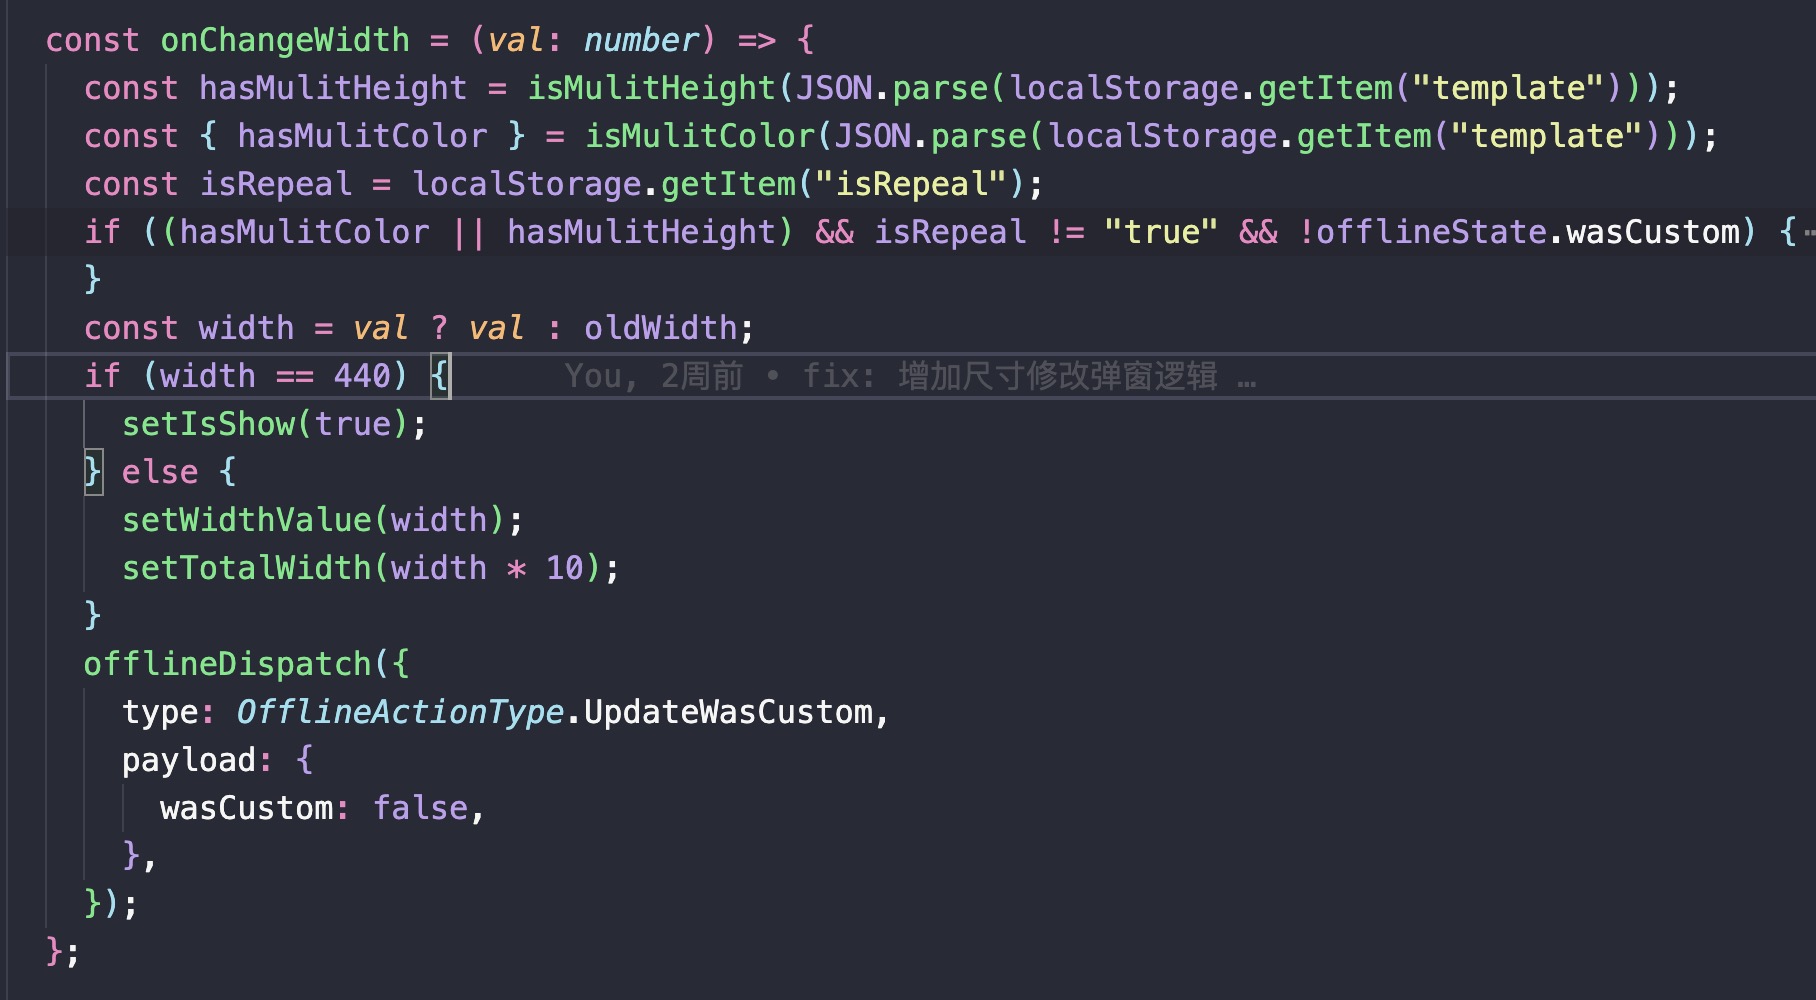 const onChangeWidth = (val: number) => {
const hasMulitHeight = isMulitHeight(JSON.parse(localStorage.getItem("template")));
const { hasMulitColor } = isMulitColor(JSON.parse(localStorage.getItem("template")));
const isRepeal = localStorage.getItem("isRepeal");
if ((hasMulitColor || hasMulitHeight) && isRepeal != "true" && !offlineState.wasCustom) {…
}
const width = val ? val : oldWidth;
if (width == 440) { You, 2周前 • fix: 增加尺寸修改弹窗逻辑 …
setIsShow(true);
} else {
setWidthValue(width);
setTotalWidth(width * 10);
}
offlineDispatch({
type: OfflineActionType.UpdateWasCustom,
payload: {
wasCustom: false,
},
});
};